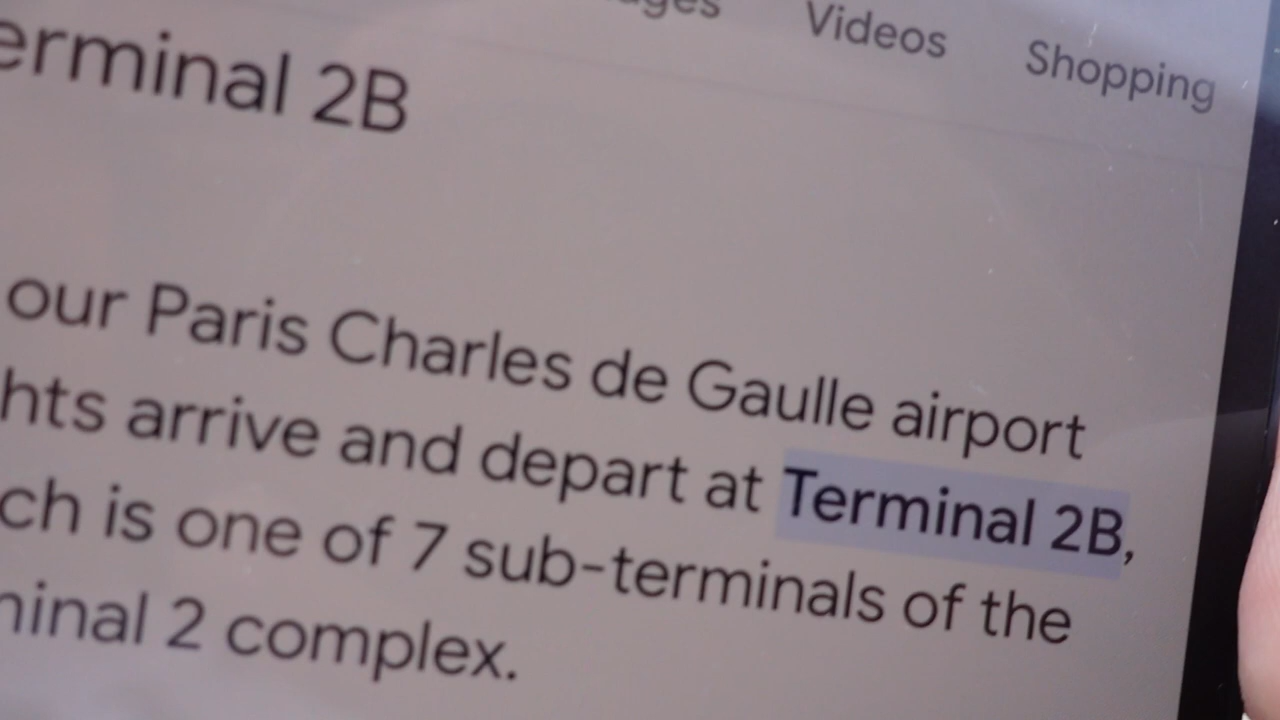 Videos Shopping
erminal 2B
our Paris Charles de Gaulle airport
hts arrive and depart at Terminal 2B,
ch is one of 7 sub-terminals of the
ninal 2 complex.